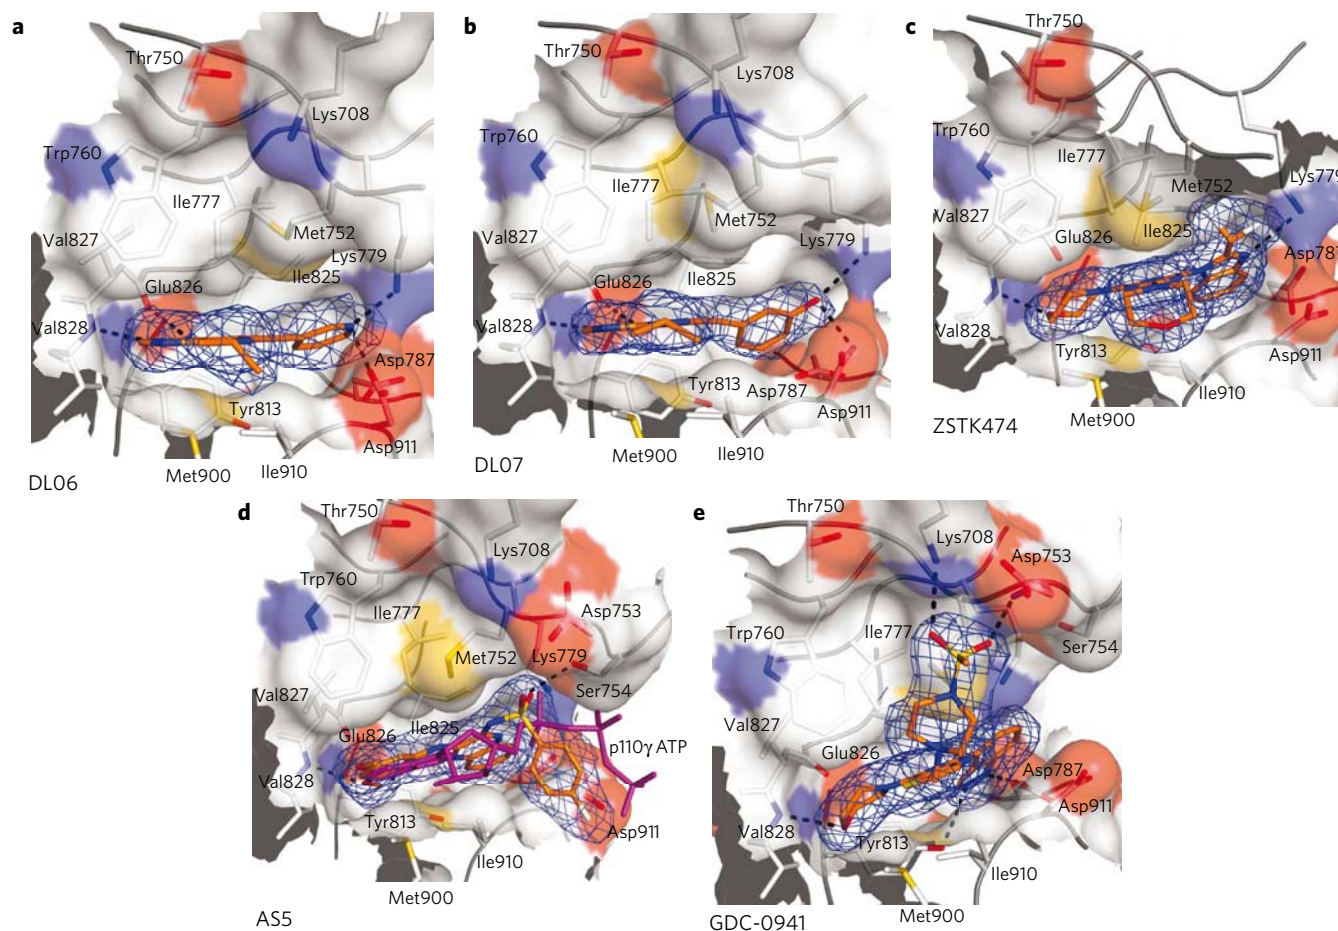 a
Thr750
Lys708
Trp760
Ile777
Met752
Val827
Lys779
Ile825
Glu826
Val828
Asp787
Tyr813
Asp911
Met900
Ile910
DL06
b
Thr750
Lys708
Trp760
Ile777
Met752
Val827
Lys779
Ile825
Glu826
Val828
Tyr813
Asp787
Asp911
Met900
Ile910
DL07
c
Thr750
Trp760
Ile777
Met752
Lys779
Val827
Ile825
Glu826
Asp787
Val828
Tyr813
Asp911
Ile910
Met900
ZSTK474
d
Thr750
Lys708
Trp760
Ile777
Asp753
Met752
Lys779
Val827
Ser754
Ile825
Glu826
p110γ ATP
Val828
Tyr813
Asp911
Ile910
Met900
AS5
e
Thr750
Lys708
Asp753
Trp760
Ile777
Ser754
Val827
Glu826
Asp787
Asp911
Val828
Tyr813
Ile910
Met900
GDC-0941